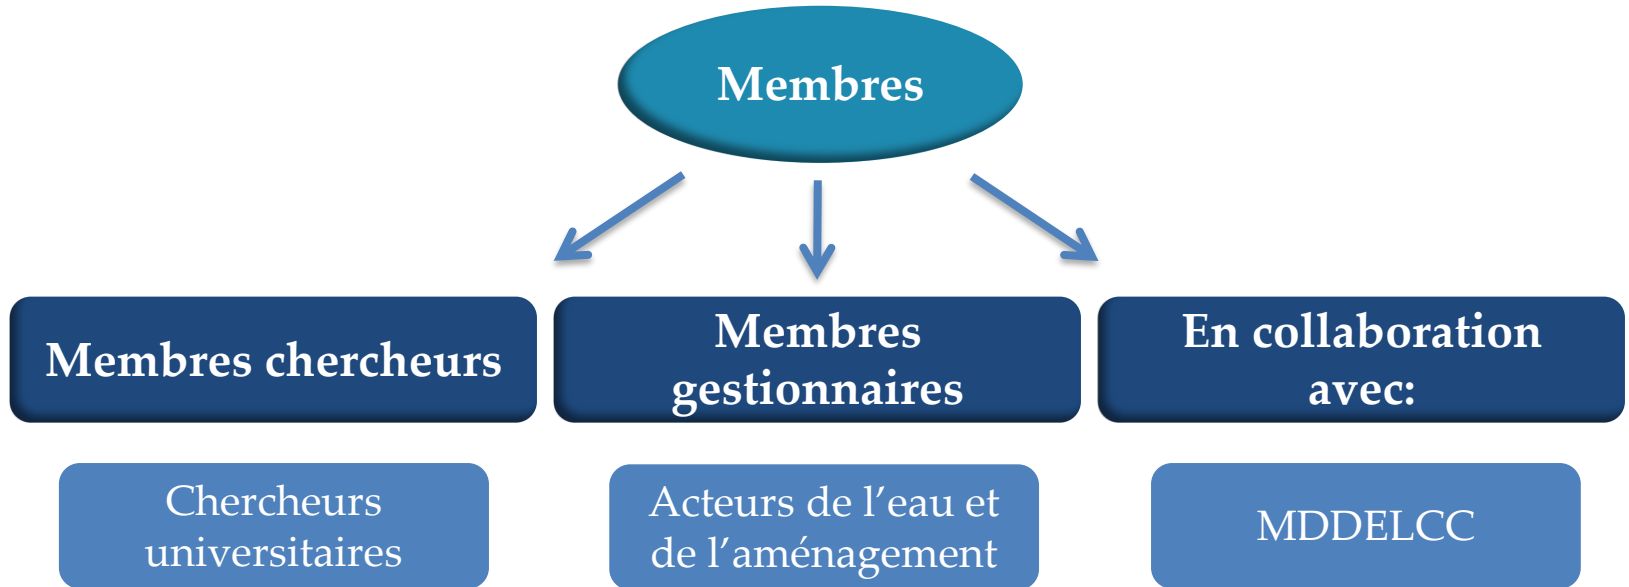 Membres
Membres chercheurs
Membres
gestionnaires
En collaboration
avec:
Chercheurs
universitaires
Acteurs de l’eau et
de l’aménagement
MDDELCC